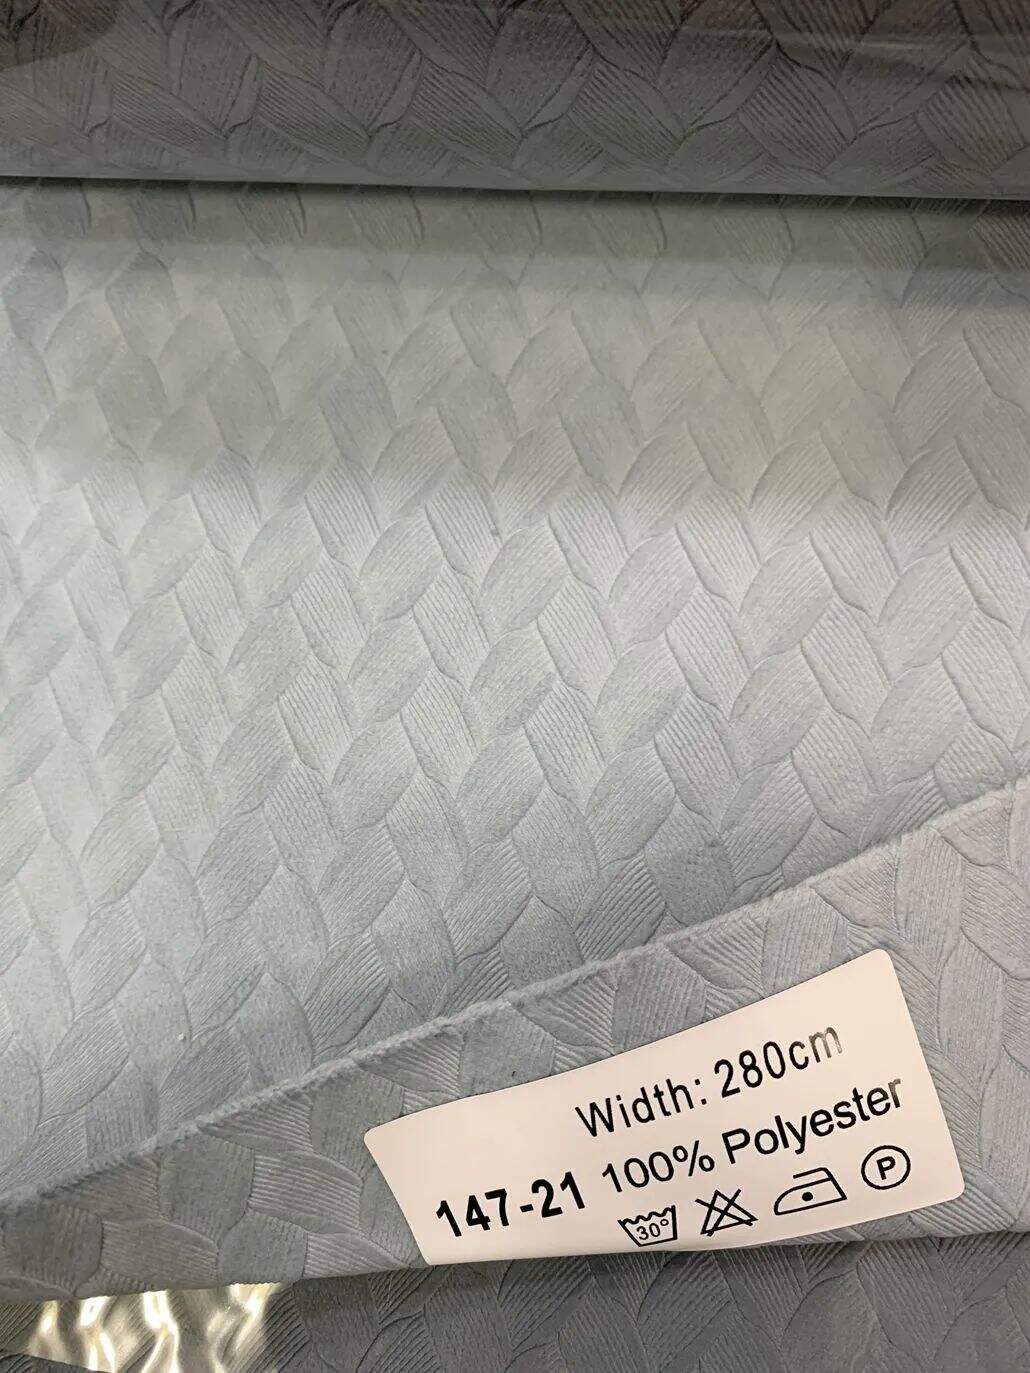 Width: 280cm
147-21 100% Polyester
30° P